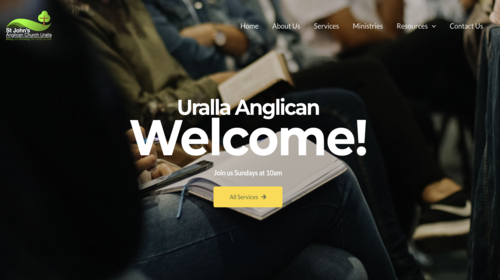 St John's
Anglican Church Uralla
Home
About Us
Services
Ministries
Resources
Contact Us
Uralla Anglican
Welcome!
Join us Sundays at 10am
All Services